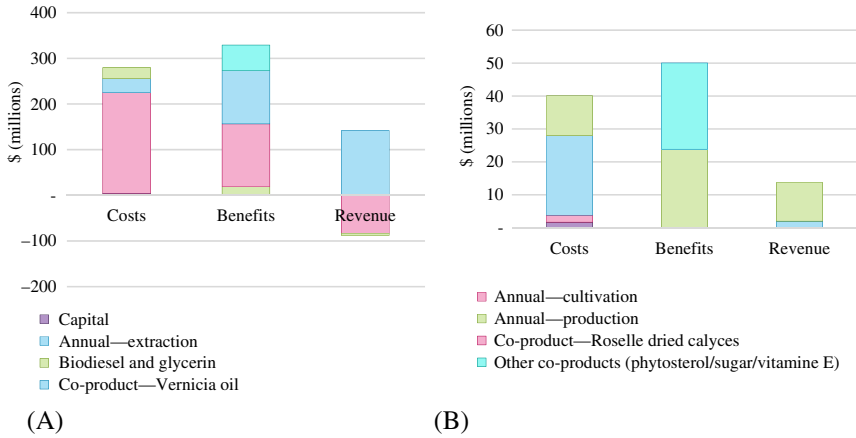 400
300
200
100
-
–100
–200
$ (millions)
Costs
Benefits
Revenue
Capital
Annual—extraction
Biodiesel and glycerin
Co-product—Vernicia oil
(A)
60
50
40
30
20
10
-
$ (millions)
Costs
Benefits
Revenue
Annual—cultivation
Annual—production
Co-product—Roselle dried calyces
Other co-products (phytosterol/sugar/vitamine E)
(B)